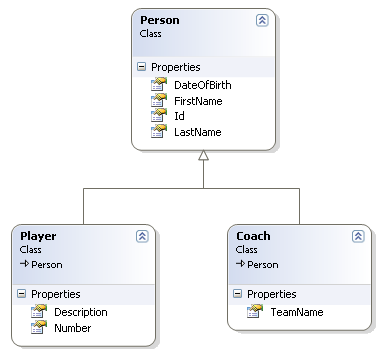 Person
Class
Properties
DateOfBirth
FirstName
Id
LastName
Player
Class
Person
Properties
Description
Number
Coach
Class
Person
Properties
TeamName